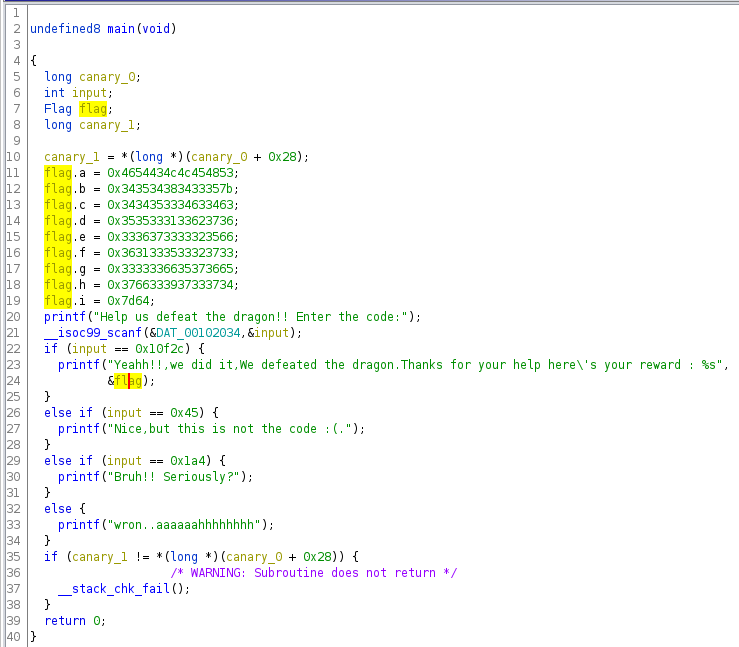 1
2 undefined8 main(void)
3
4 {
5 long canary_0;
6 int input;
7 Flag flag;
8 long canary_1;
9
10 canary_1 = *(long *)(canary_0 + 0x28);
11 flag.a = 0x4654434c4c454853;
12 flag.b = 0x343534383433357b;
13 flag.c = 0x3434353334633463;
14 flag.d = 0x3535333133623736;
15 flag.e = 0x3336373333323566;
16 flag.f = 0x3631333533323733;
17 flag.g = 0x3333336635373665;
18 flag.h = 0x3766333937333734;
19 flag.i = 0x7d64;
20 printf("Help us defeat the dragon!! Enter the code:");
21 __isoc99_scanf(&DAT_00102034,&input);
22 if (input == 0x10f2c) {
23 printf("Yeahh!!,we did it,We defeated the dragon.Thanks for your help here\'s your reward : %s",
24 &flag);
25 }
26 else if (input == 0x45) {
27 printf("Nice,but this is not the code :(.");
28 }
29 else if (input == 0x1a4) {
30 printf("Bruh!! Seriously?");
31 }
32 else {
33 printf("wron..aaaaaahhhhhhhh");
34 }
35 if (canary_1 != *(long *)(canary_0 + 0x28)) {
36 /* WARNING: Subroutine does not return */
37 __stack_chk_fail();
38 }
39 return 0;
40 }